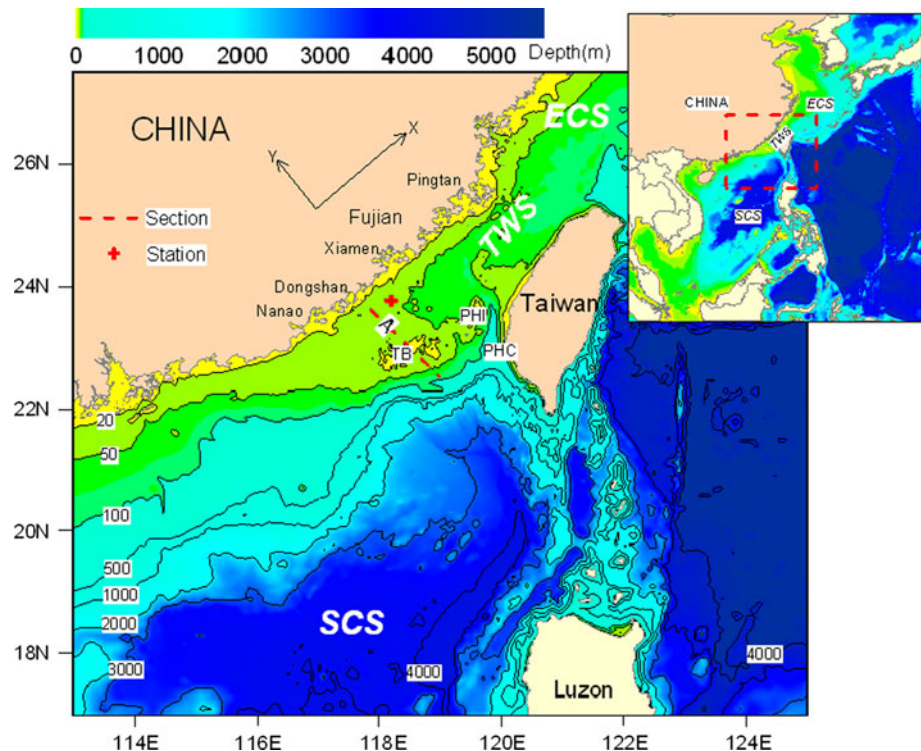 0 1000 2000 3000 4000 5000 Depth(m)
CHINA
X
Y
ECS
Pingtan
Section
Fujian
TWS
Station
Xiamen
Dongshan
Taiwan
Nanao
A
PHI
TB
PHC
20
50
100
500
1000
2000
3000
SCS
4000
4000
Luzon
26N
24N
22N
20N
18N
114E 116E 118E 120E 122E 124E
CHINA
ECS
TWS
SCS